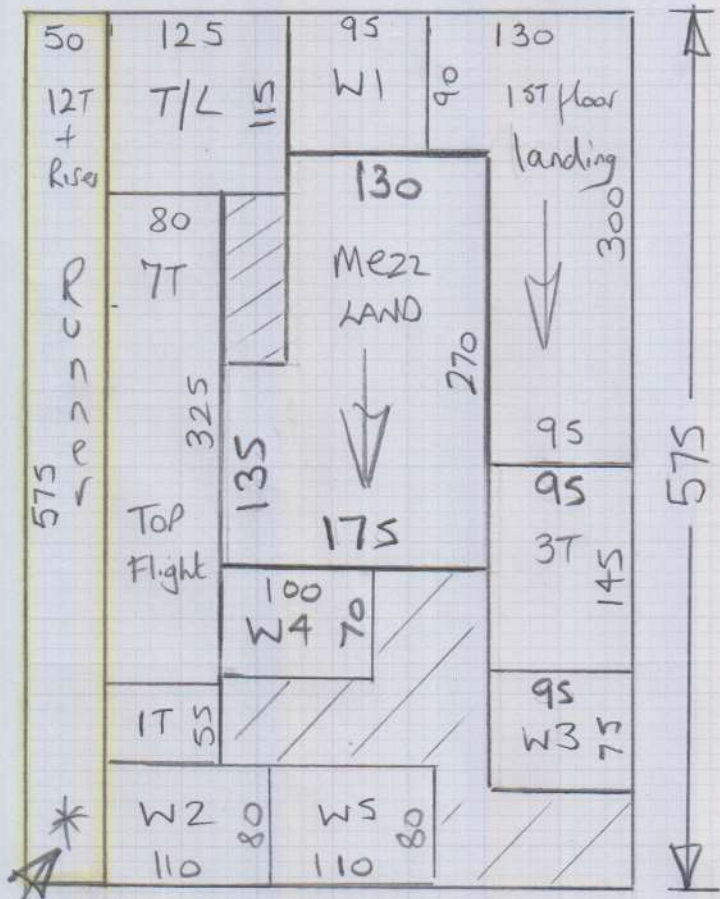 50
12T
+
Rises
Runner
575
125
T/L
115
80
7T
325
Top
Flight
1T
55
W2
80
110
95
W1
90
130
Mezz
LAND
270
135
175
100
W4
70
W5
80
110
130
1ST floor
landing
300
95
95
3T
145
95
W3
75
575
*